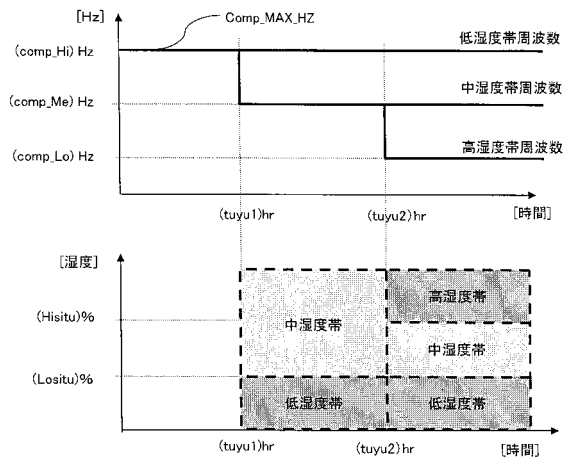 [Hz]
Comp_MAX_HZ
低湿度帯周波数
(comp_Hi) Hz
中湿度帯周波数
(comp_Me) Hz
高湿度帯周波数
(comp_Lo) Hz
(tuyu1)hr
(tuyu2)hr
[時間]
[湿度]
高湿度帯
(Hisitu)%
中湿度帯
中湿度帯
(Lositu)%
低湿度帯
低湿度帯
(tuyu1)hr
(tuyu2)hr
[時間]